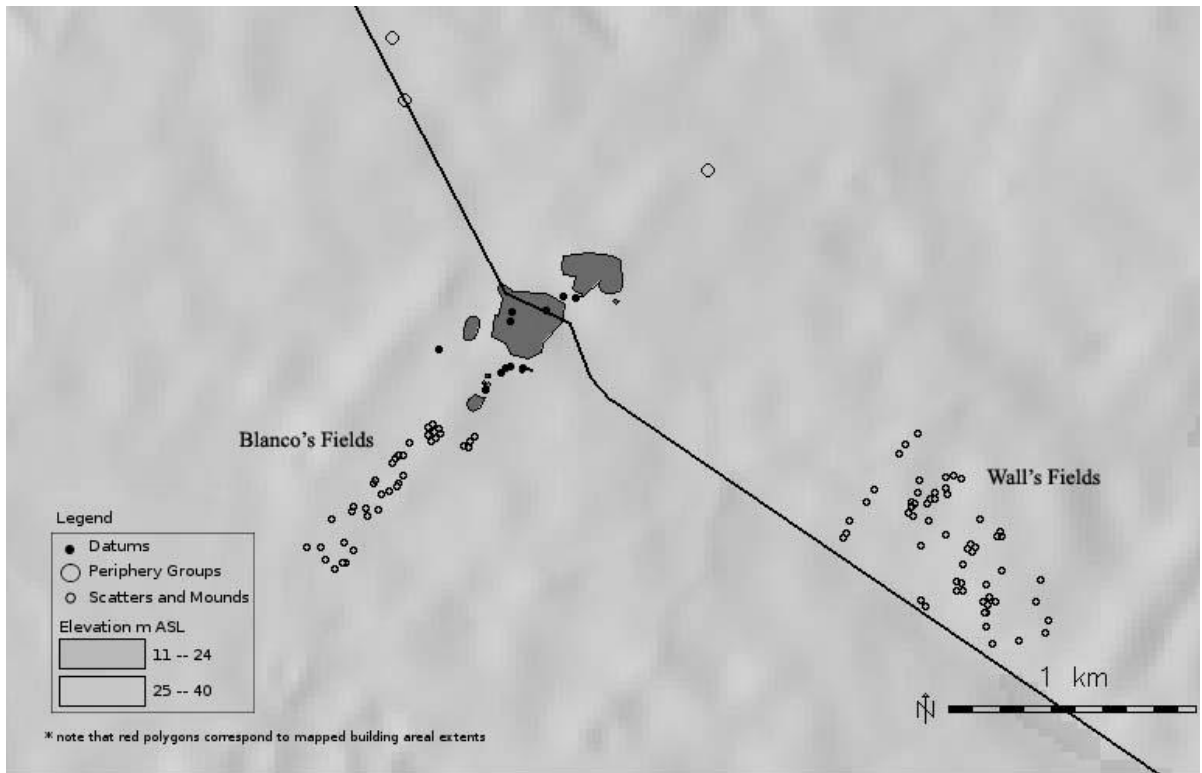 Blanco's Fields
Wall's Fields
Legend
Datums
Periphery Groups
Scatters and Mounds
Elevation m ASL
11 -- 24
25 -- 40
1 km
N
* note that red polygons correspond to mapped building areal extents